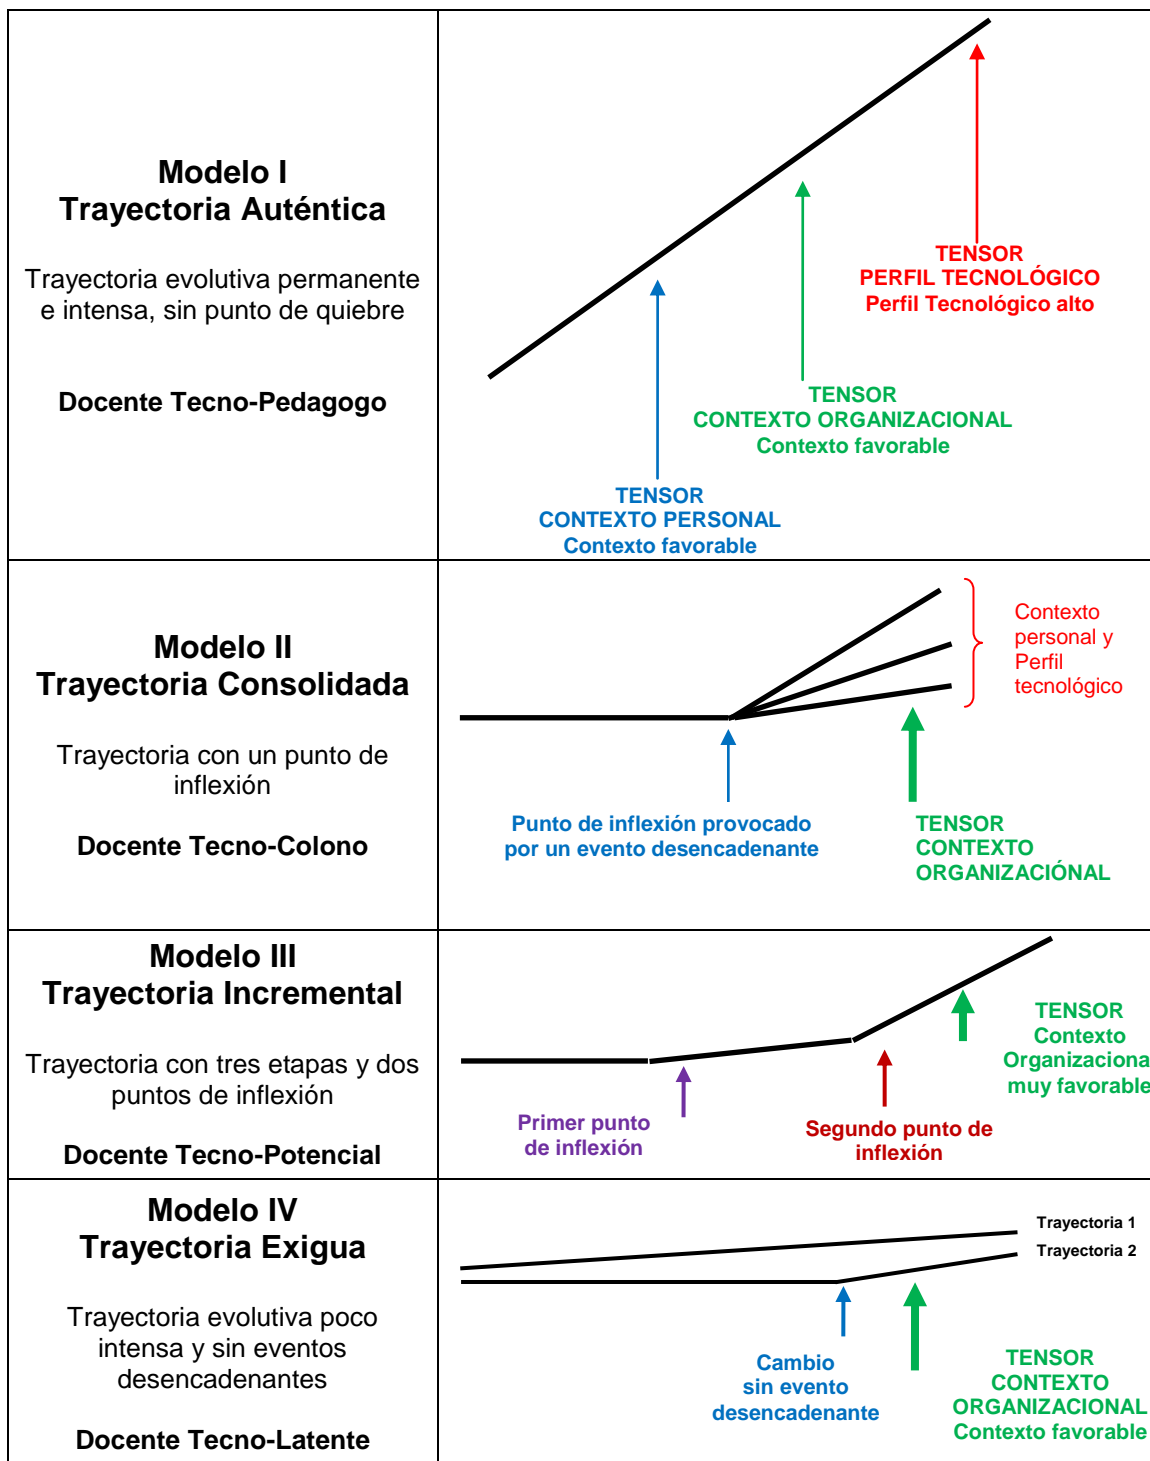 Modelo I
Trayectoria Auténtica
Trayectoria evolutiva permanente
e intensa, sin punto de quiebre
Docente Tecno-Pedagogo
TENSOR
PERFIL TECNOLÓGICO
Perfil Tecnológico alto
TENSOR
CONTEXTO ORGANIZACIONAL
Contexto favorable
TENSOR
CONTEXTO PERSONAL
Contexto favorable
Modelo II
Trayectoria Consolidada
Trayectoria con un punto de
inflexión
Docente Tecno-Colono
Contexto
personal y
Perfil
tecnológico
Punto de inflexión provocado
por un evento desencadenante
TENSOR
CONTEXTO
ORGANIZACIÓNAL
Modelo III
Trayectoria Incremental
Trayectoria con tres etapas y dos
puntos de inflexión
Docente Tecno-Potencial
Primer punto
de inflexión
Segundo punto de
inflexión
TENSOR
Contexto
Organizaciona
muy favorable
Modelo IV
Trayectoria Exigua
Trayectoria evolutiva poco
intensa y sin eventos
desencadenantes
Docente Tecno-Latente
Trayectoria 1
Trayectoria 2
Cambio
sin evento
desencadenante
TENSOR
CONTEXTO
ORGANIZACIONAL
Contexto favorable